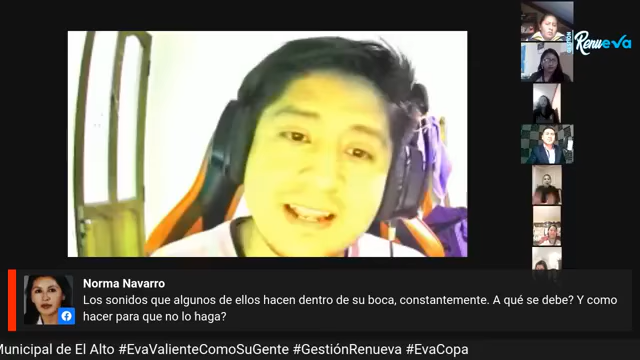 GESTIÓN
Renueva
Norma Navarro
Los sonidos que algunos de ellos hacen dentro de su boca, constantemente. A qué se debe? Y como
hacer para que no lo haga?
Municipal de El Alto #EvaValienteComoSuGente #GestiónRenueva #EvaCopa